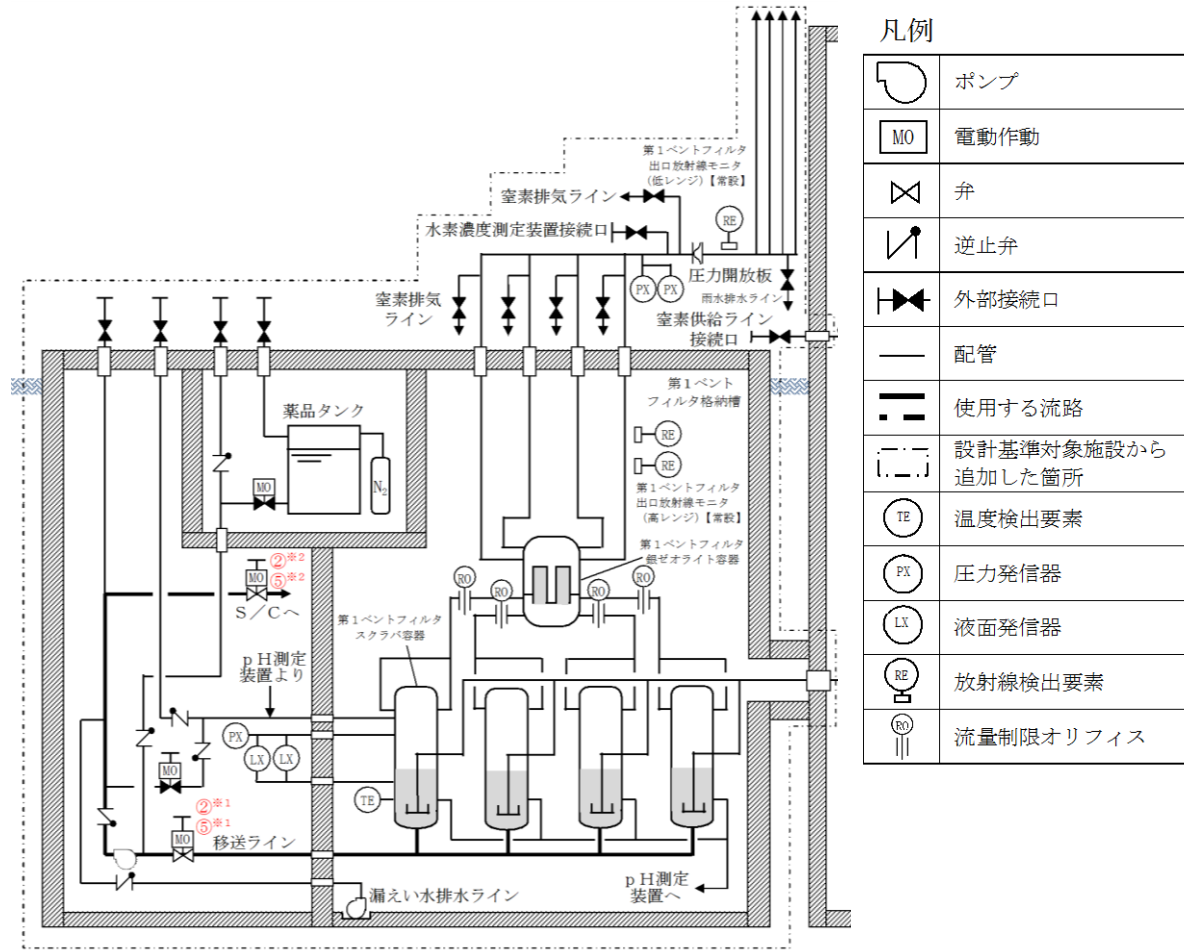 第１ベントフィルタ
出口放射線モニタ
(低レンジ)【常設】
窒素排気ライン
RE
水素濃度測定装置接続口
圧力開放板
PX
PX
雨水排水ライン
窒素排気
ライン
窒素供給ライン
接続口
第１ベント
フィルタ格納槽
薬品タンク
RE
RE
MO
N₂
第１ベントフィルタ
出口放射線モニタ
(高レンジ)【常設】
②※2
⑤※2
MO
Ｓ／Ｃへ
第１ベントフィルタ
銀ゼオライト容器
RO
RO
RO
RO
第１ベントフィルタ
スクラバ容器
ｐＨ測定
装置より
PX
LX
LX
MO
TE
②※1
⑤※1
MO
移送ライン
漏えい水排水ライン
ｐＨ測定
装置へ
凡例
ポンプ
MO
電動作動
弁
逆止弁
外部接続口
配管
使用する流路
設計基準対象施設から
追加した箇所
TE
温度検出要素
PX
圧力発信器
LX
液面発信器
RE
放射線検出要素
RO
流量制限オリフィス